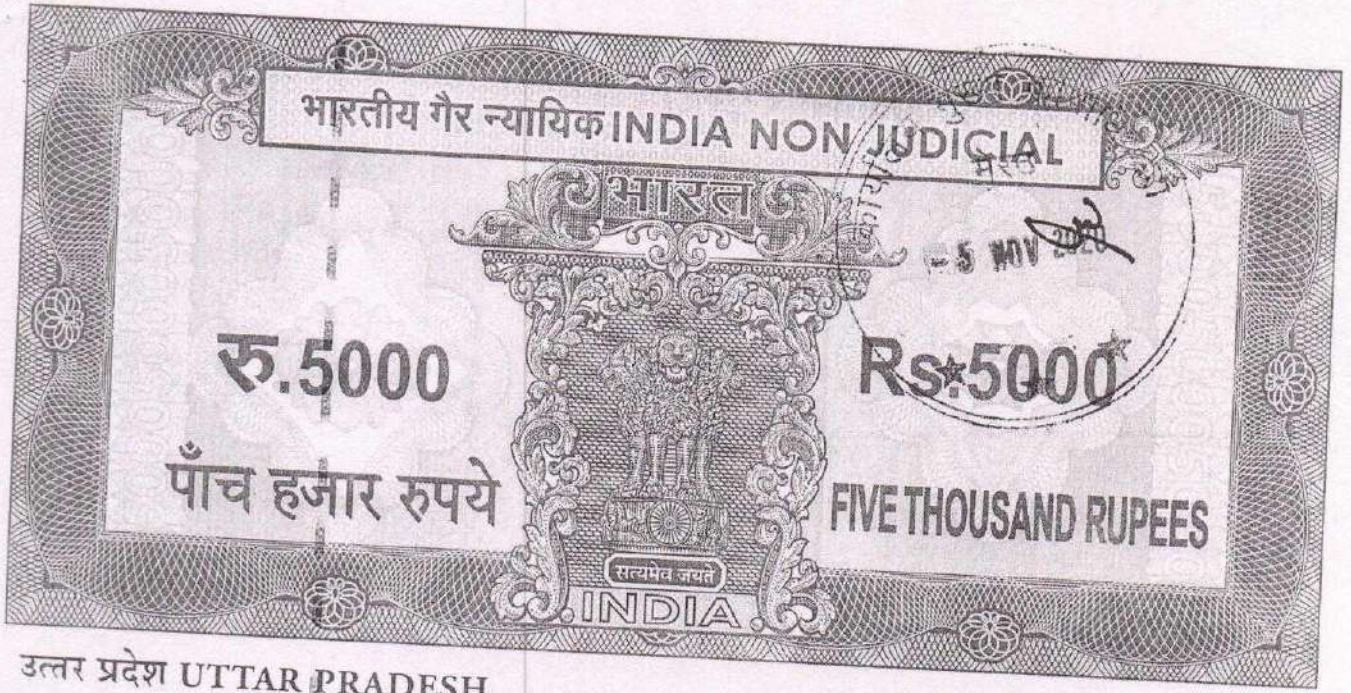 भारतीय गैर न्यायिक INDIA NON JUDICIAL
भारत
- 5 NOV 2020
रु.5000
Rs.5000
पाँच हजार रुपये
FIVE THOUSAND RUPEES
सत्यमेव जयते
INDIA
उत्तर प्रदेश UTTAR PRADESH